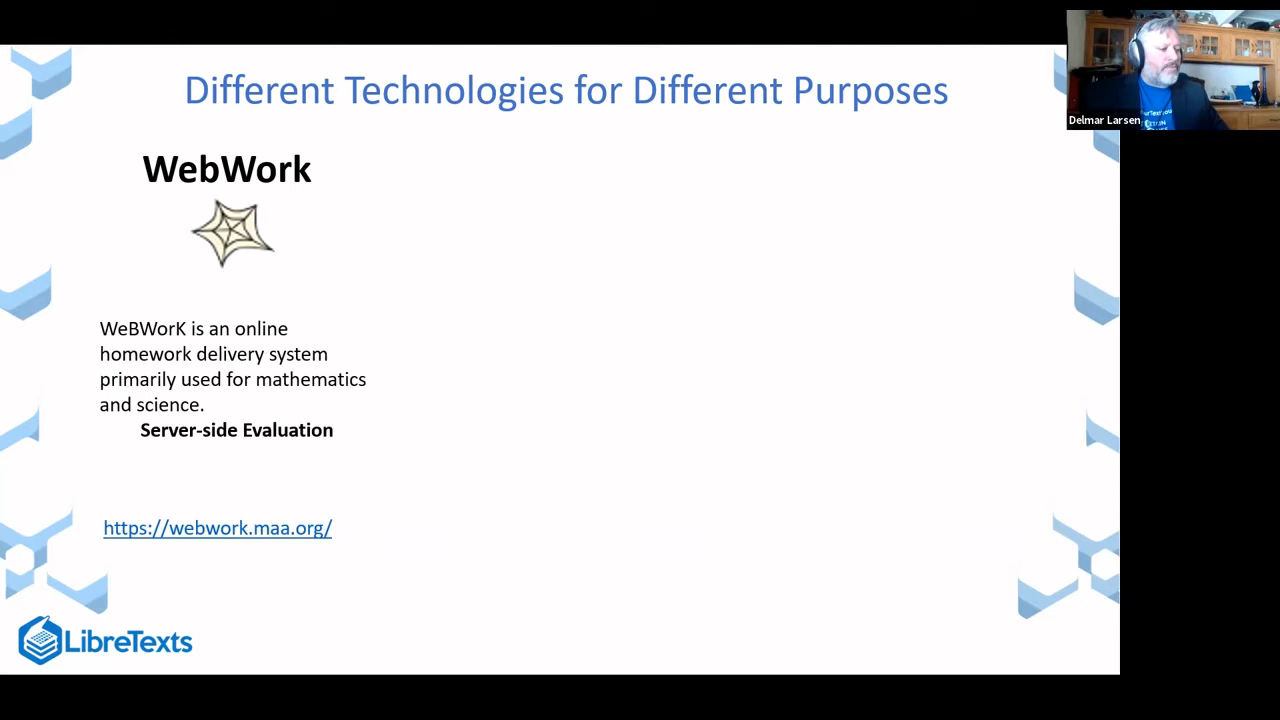 Different Technologies for Different Purposes
Delmar Larsen
WebWork
WeBWorK is an online
homework delivery system
primarily used for mathematics
and science.
Server-side Evaluation
https://webwork.maa.org/
LibreTexts